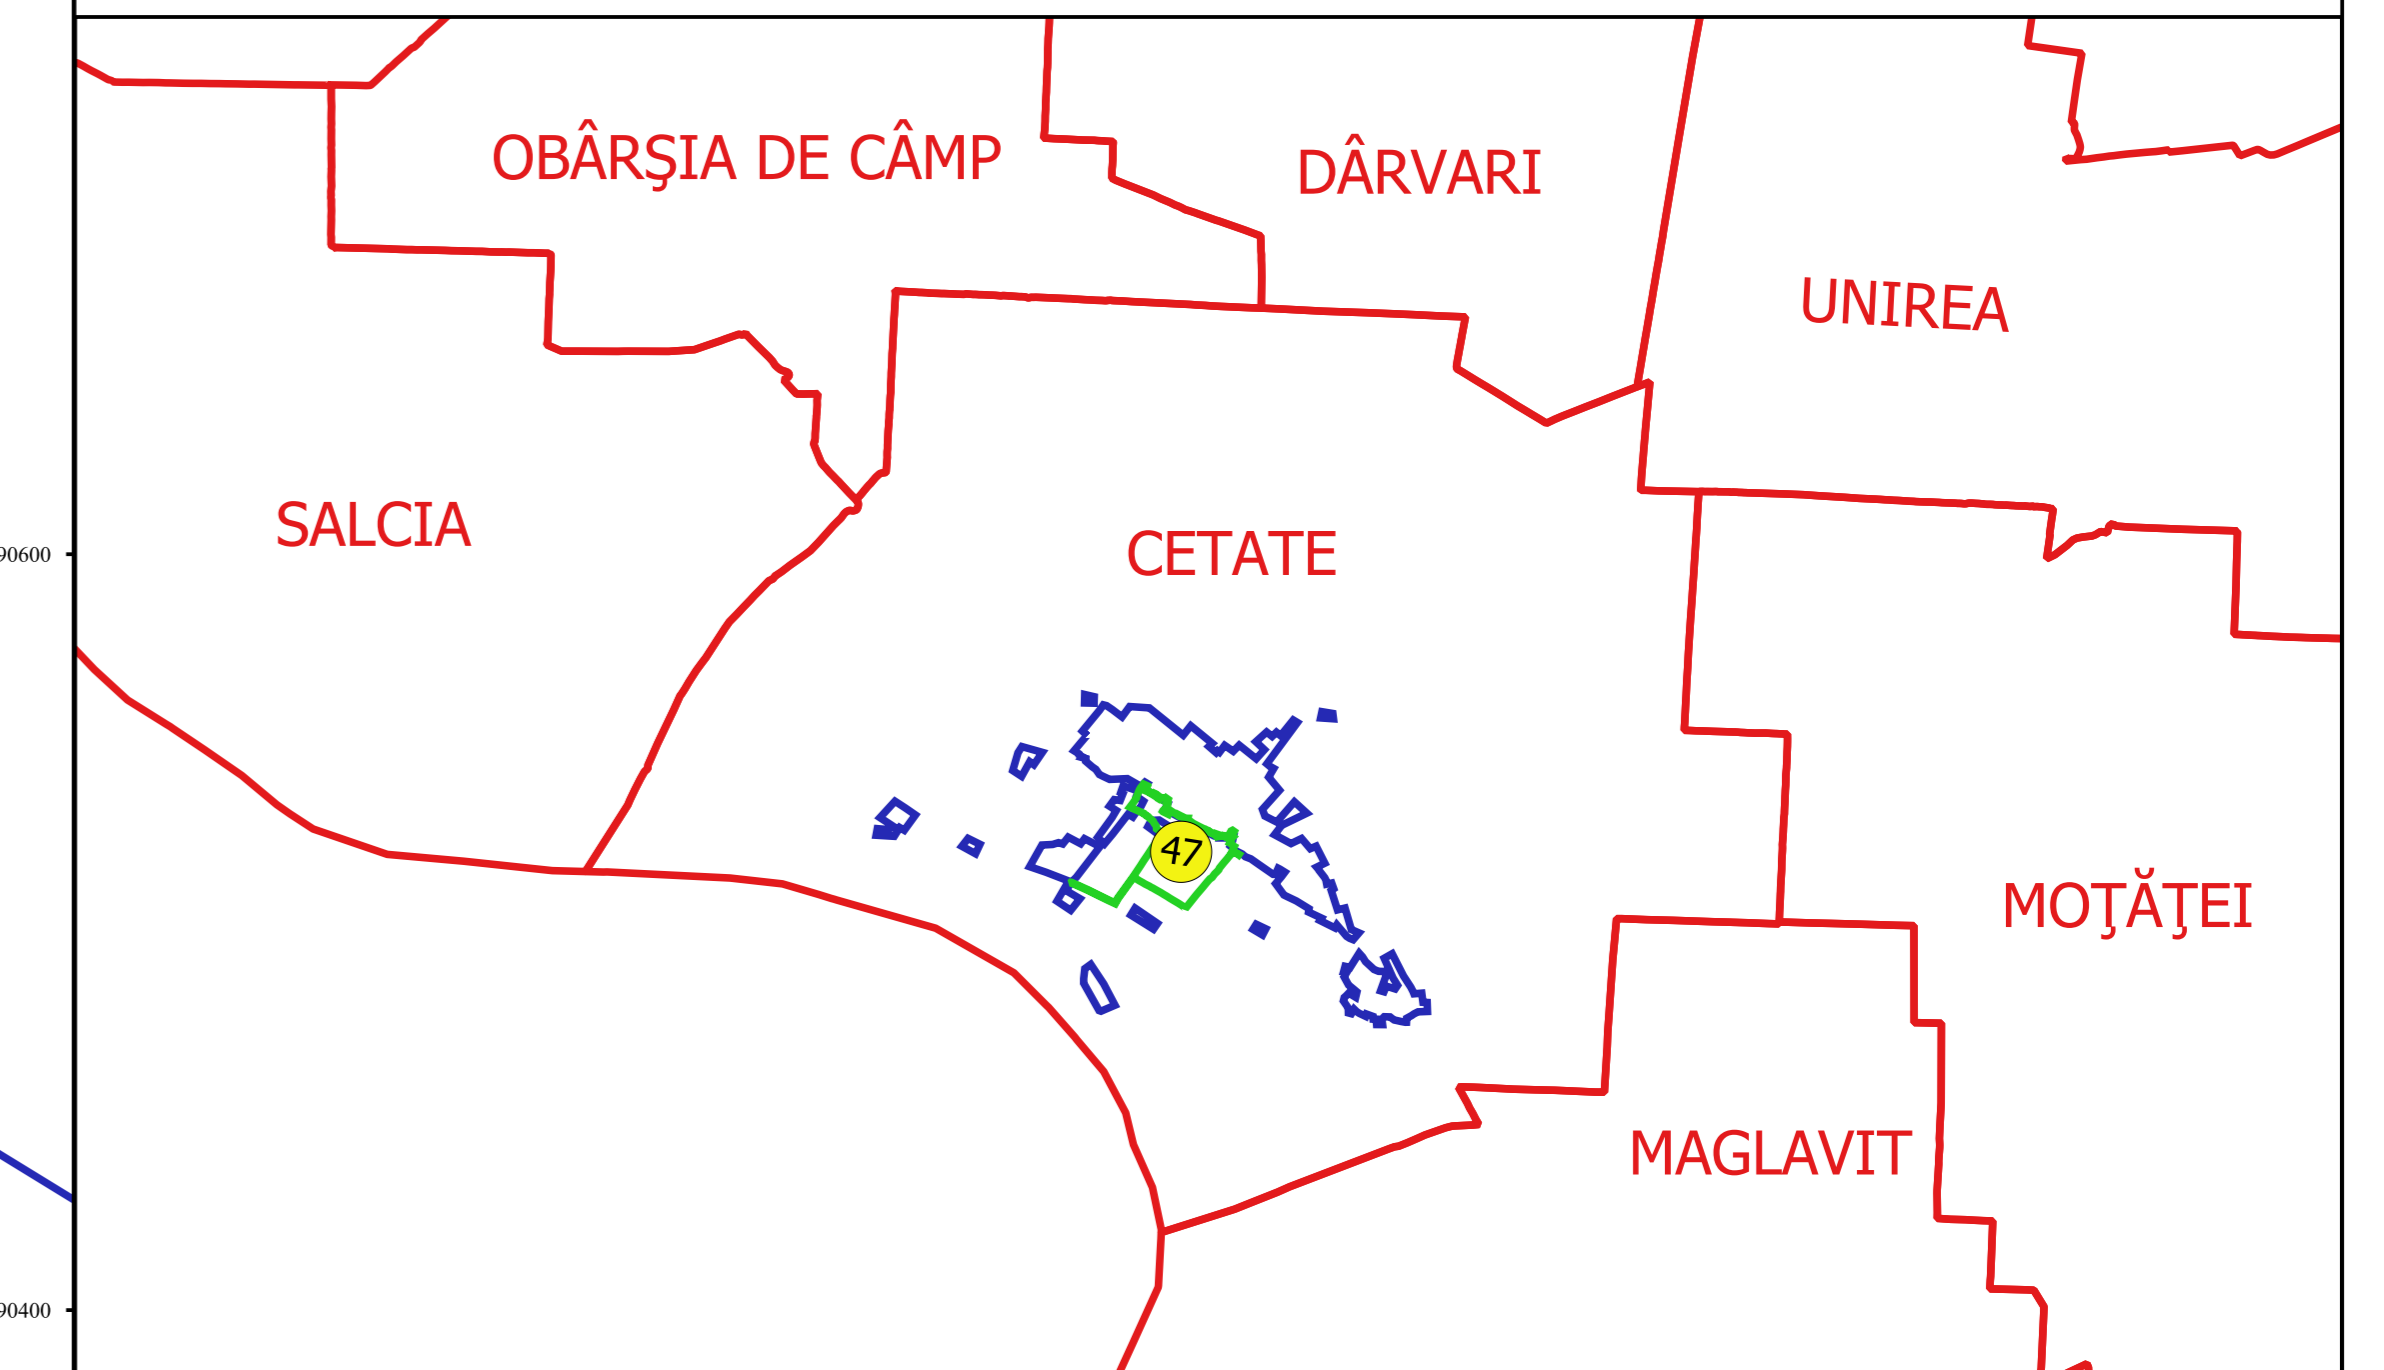 OBÂRŞIA DE CÂMP
DÂRVARI
UNIREA
SALCIA
CETATE
90600
47
MOŢĂŢEI
MAGLAVIT
90400